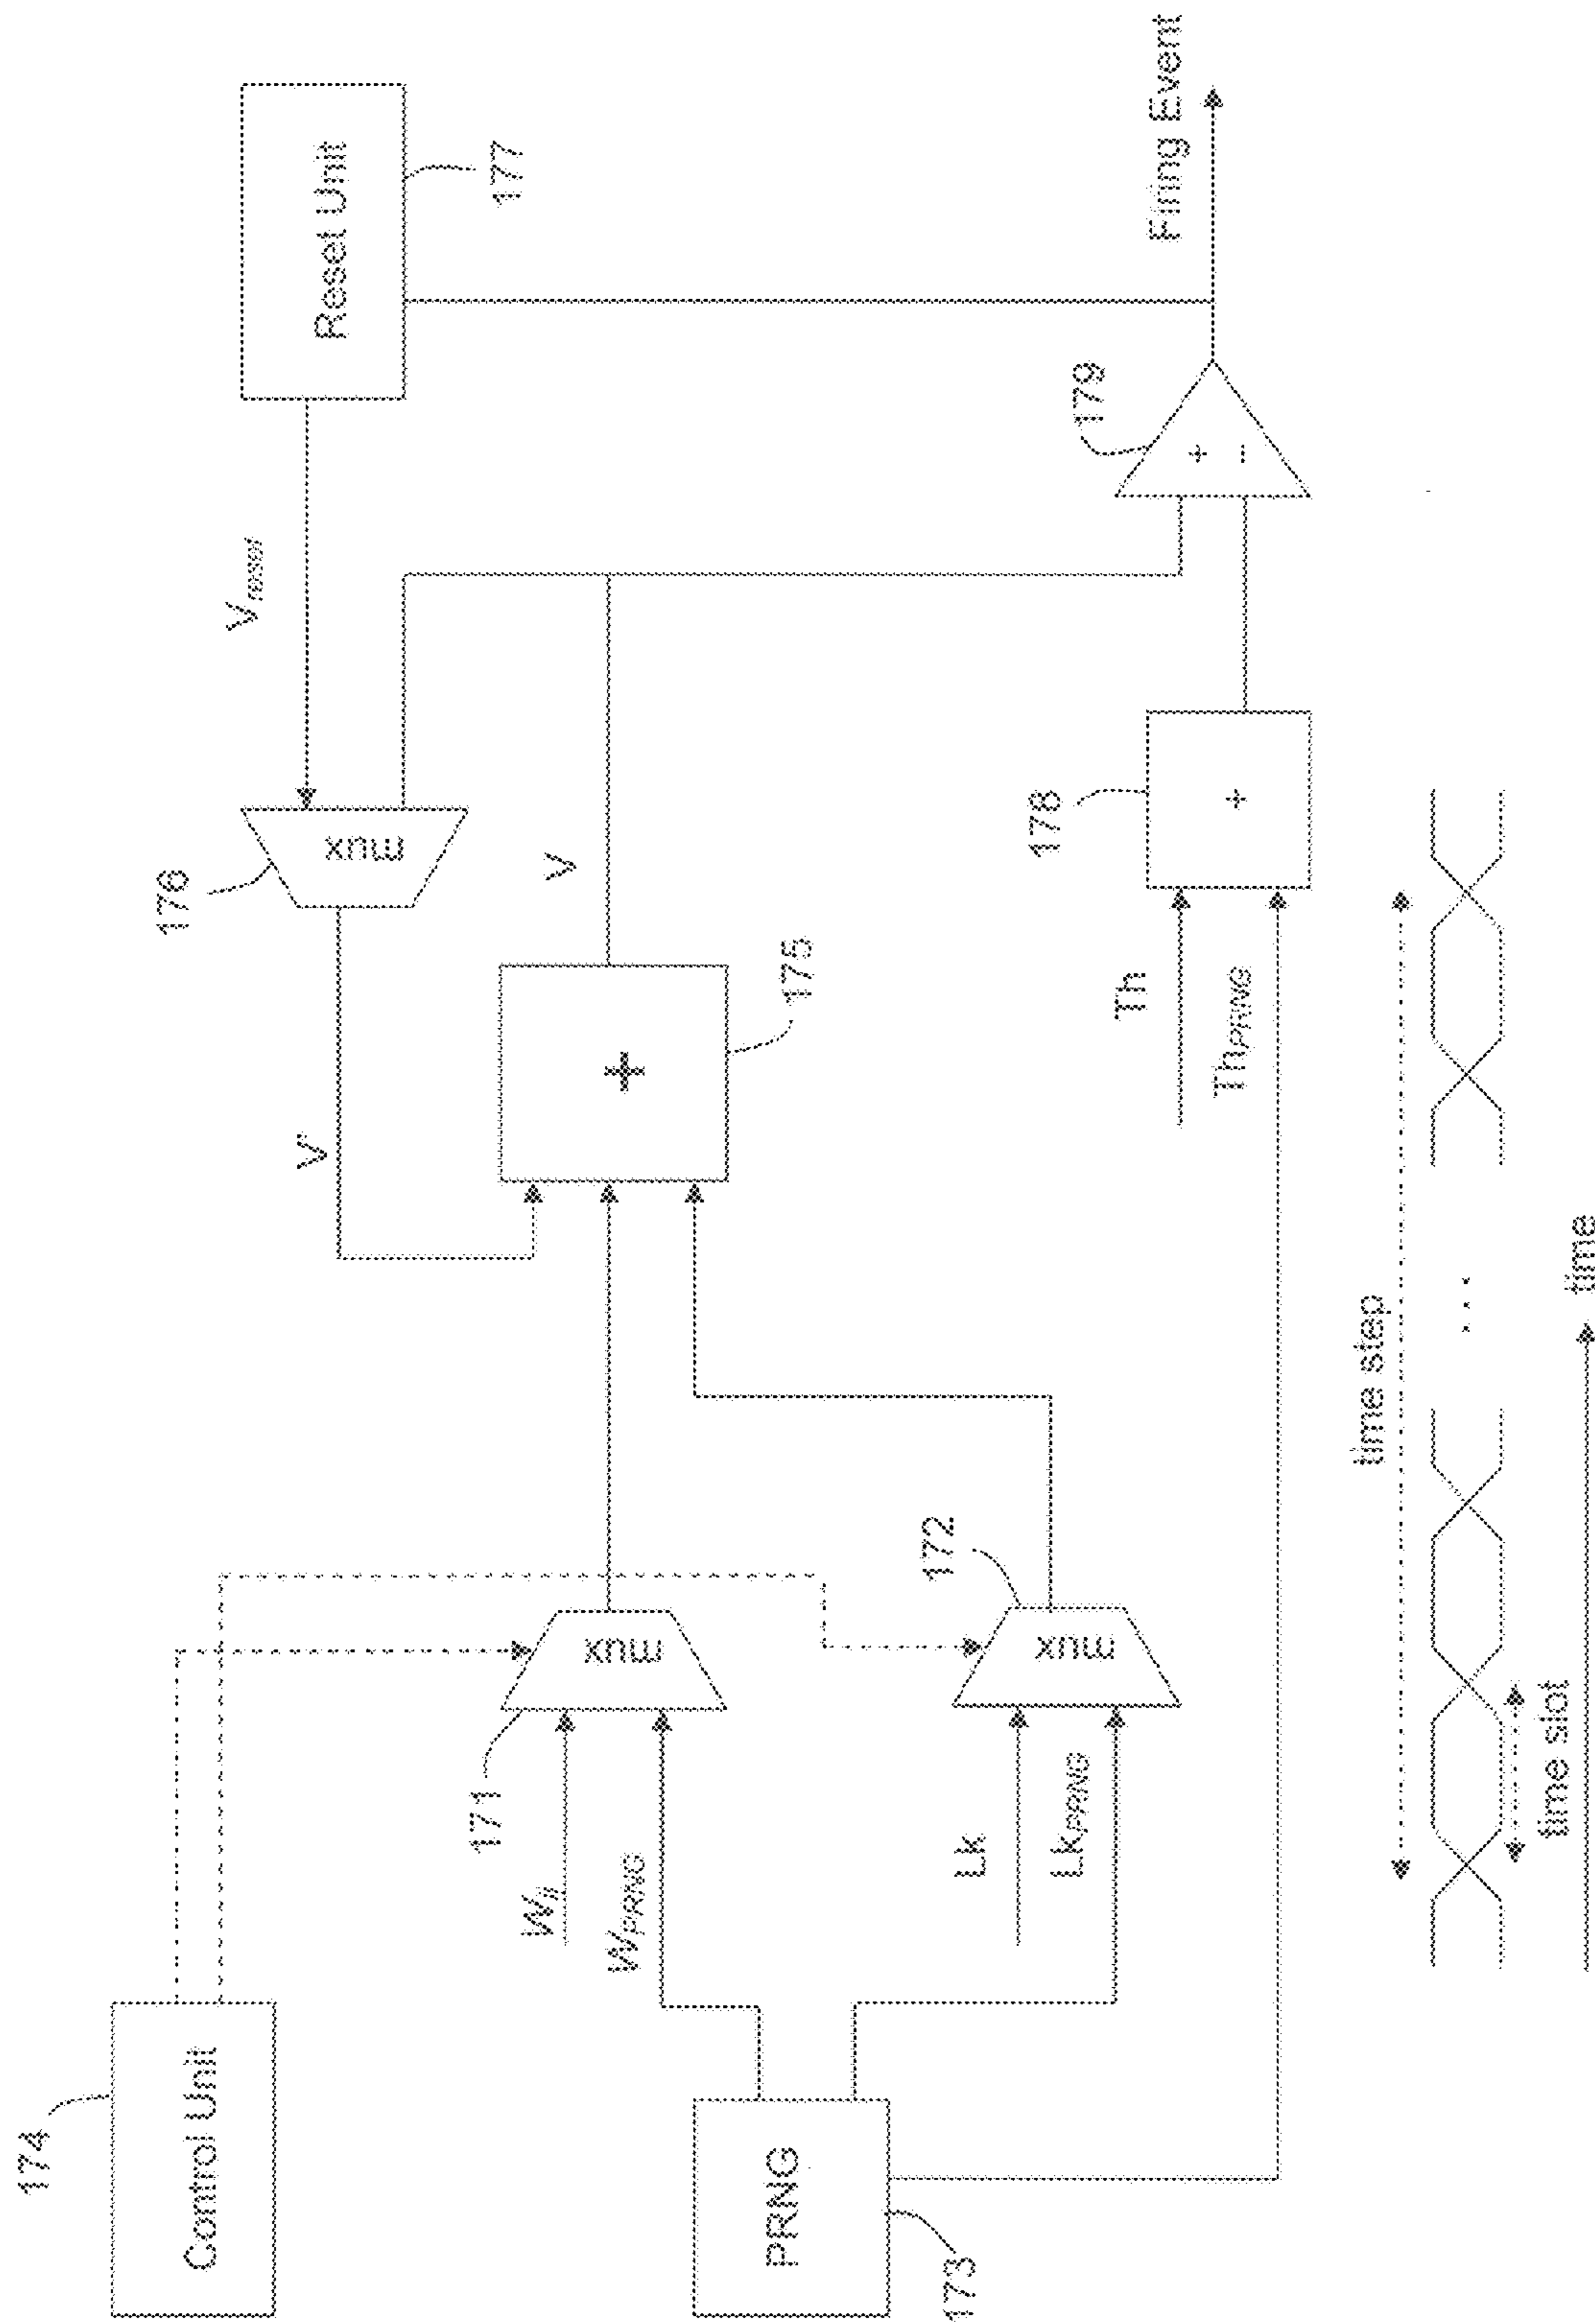 174
Control Unit
PRNG
173
171
W_ij
W_PRNG
mux
172
Lk
Lk_PRNG
mux
V'
+
175
V
176
mux
V_reset
Reset Unit
177
Th
Th_PRNG
178
+
179
+
−
Firing Event
time step
time slot
...
time